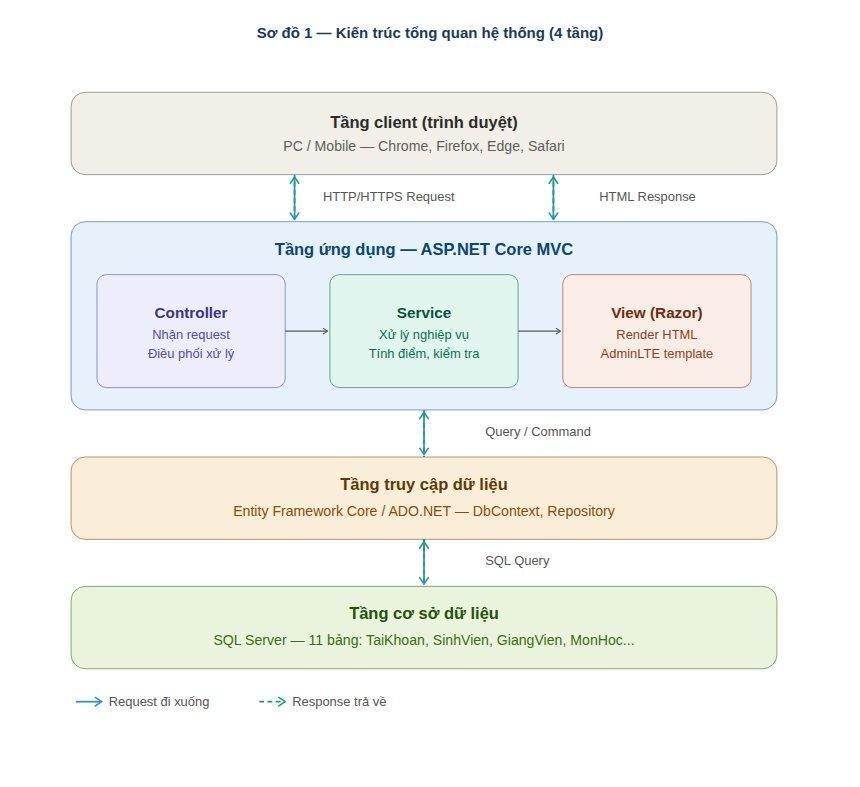 Sơ đồ 1 — Kiến trúc tổng quan hệ thống (4 tầng)
Tầng client (trình duyệt)
PC / Mobile — Chrome, Firefox, Edge, Safari
HTTP/HTTPS Request
HTML Response
Tầng ứng dụng — ASP.NET Core MVC
Controller
Nhận request
Điều phối xử lý
Service
Xử lý nghiệp vụ
Tính điểm, kiểm tra
View (Razor)
Render HTML
AdminLTE template
Query / Command
Tầng truy cập dữ liệu
Entity Framework Core / ADO.NET — DbContext, Repository
SQL Query
Tầng cơ sở dữ liệu
SQL Server — 11 bảng: TaiKhoan, SinhVien, GiangVien, MonHoc...
Request đi xuống
Response trả về